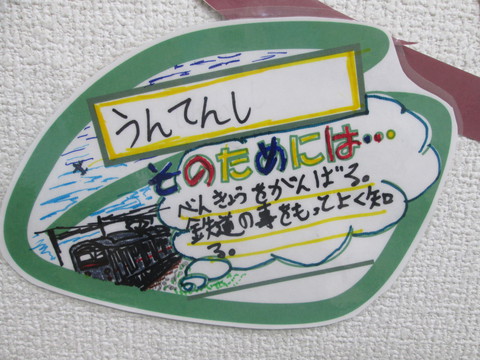 うんてんし
そのためには…
べんきょうをがんばる。
鉄道の事をもってよく知
る。